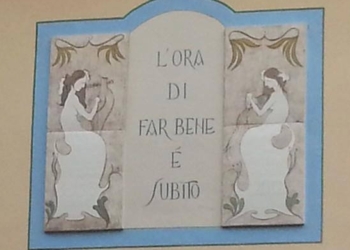 L'ORA
DI
FAR BENE
É
SUBITO